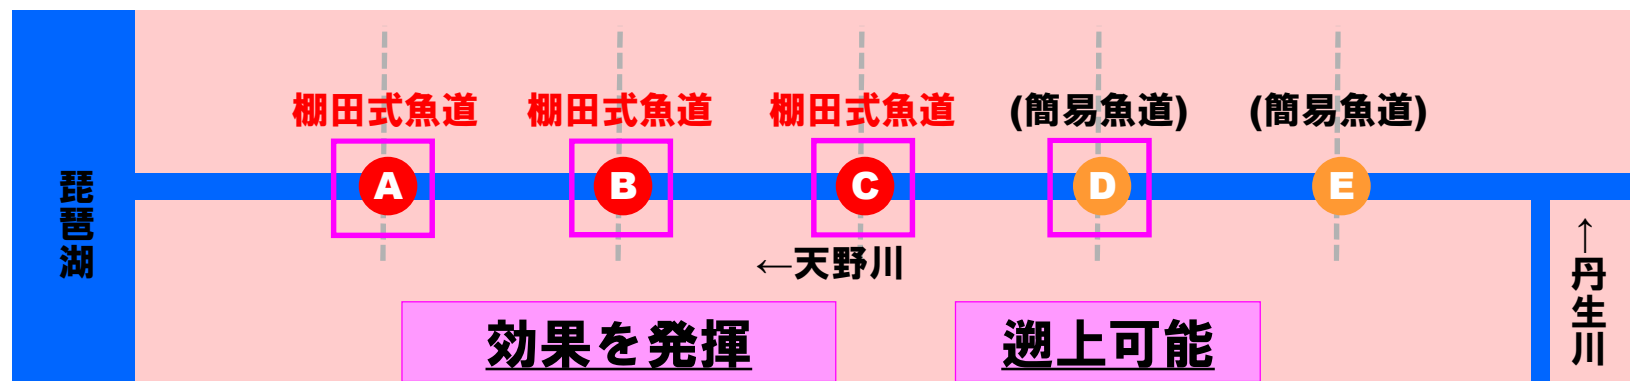 棚田式魚道
棚田式魚道
棚田式魚道
(簡易魚道)
(簡易魚道)
A
B
C
D
E
琵琶湖
←天野川
↑丹生川
効果を発揮
遡上可能